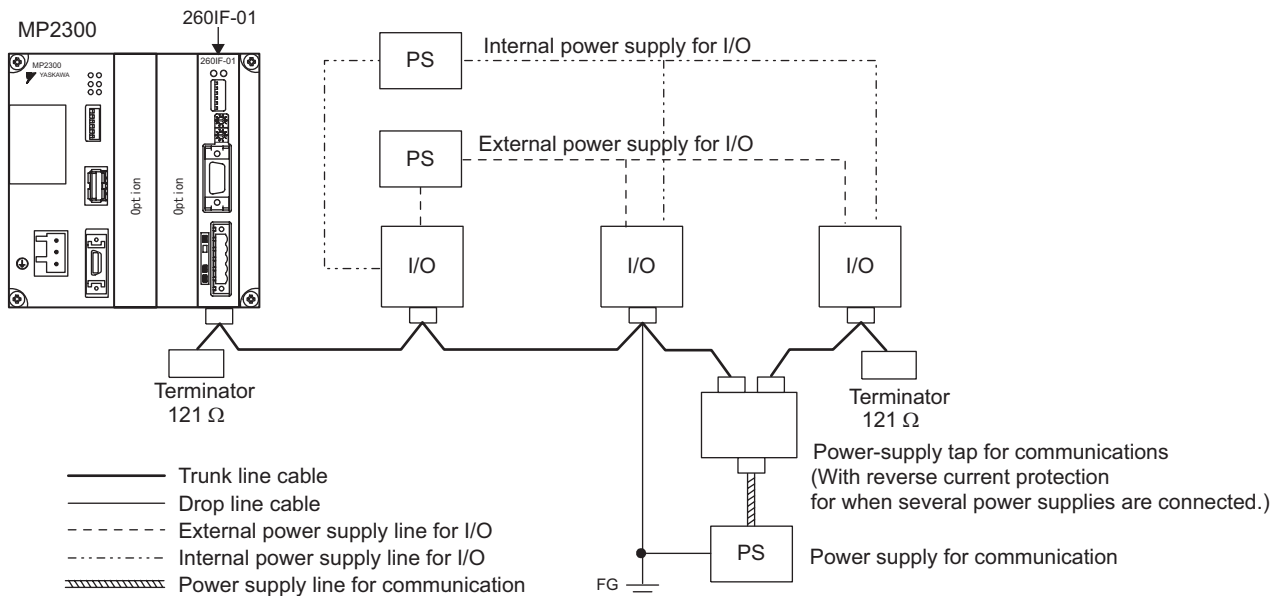 MP2300
260IF-01
MP2300
YASKAWA
260IF-01
Option
Option
PS
Internal power supply for I/O
PS
External power supply for I/O
I/O
I/O
I/O
Terminator
121 Ω
Terminator
121 Ω
Power-supply tap for communications
(With reverse current protection
for when several power supplies are connected.)
PS
Power supply for communication
FG
Trunk line cable
Drop line cable
External power supply line for I/O
Internal power supply line for I/O
Power supply line for communication